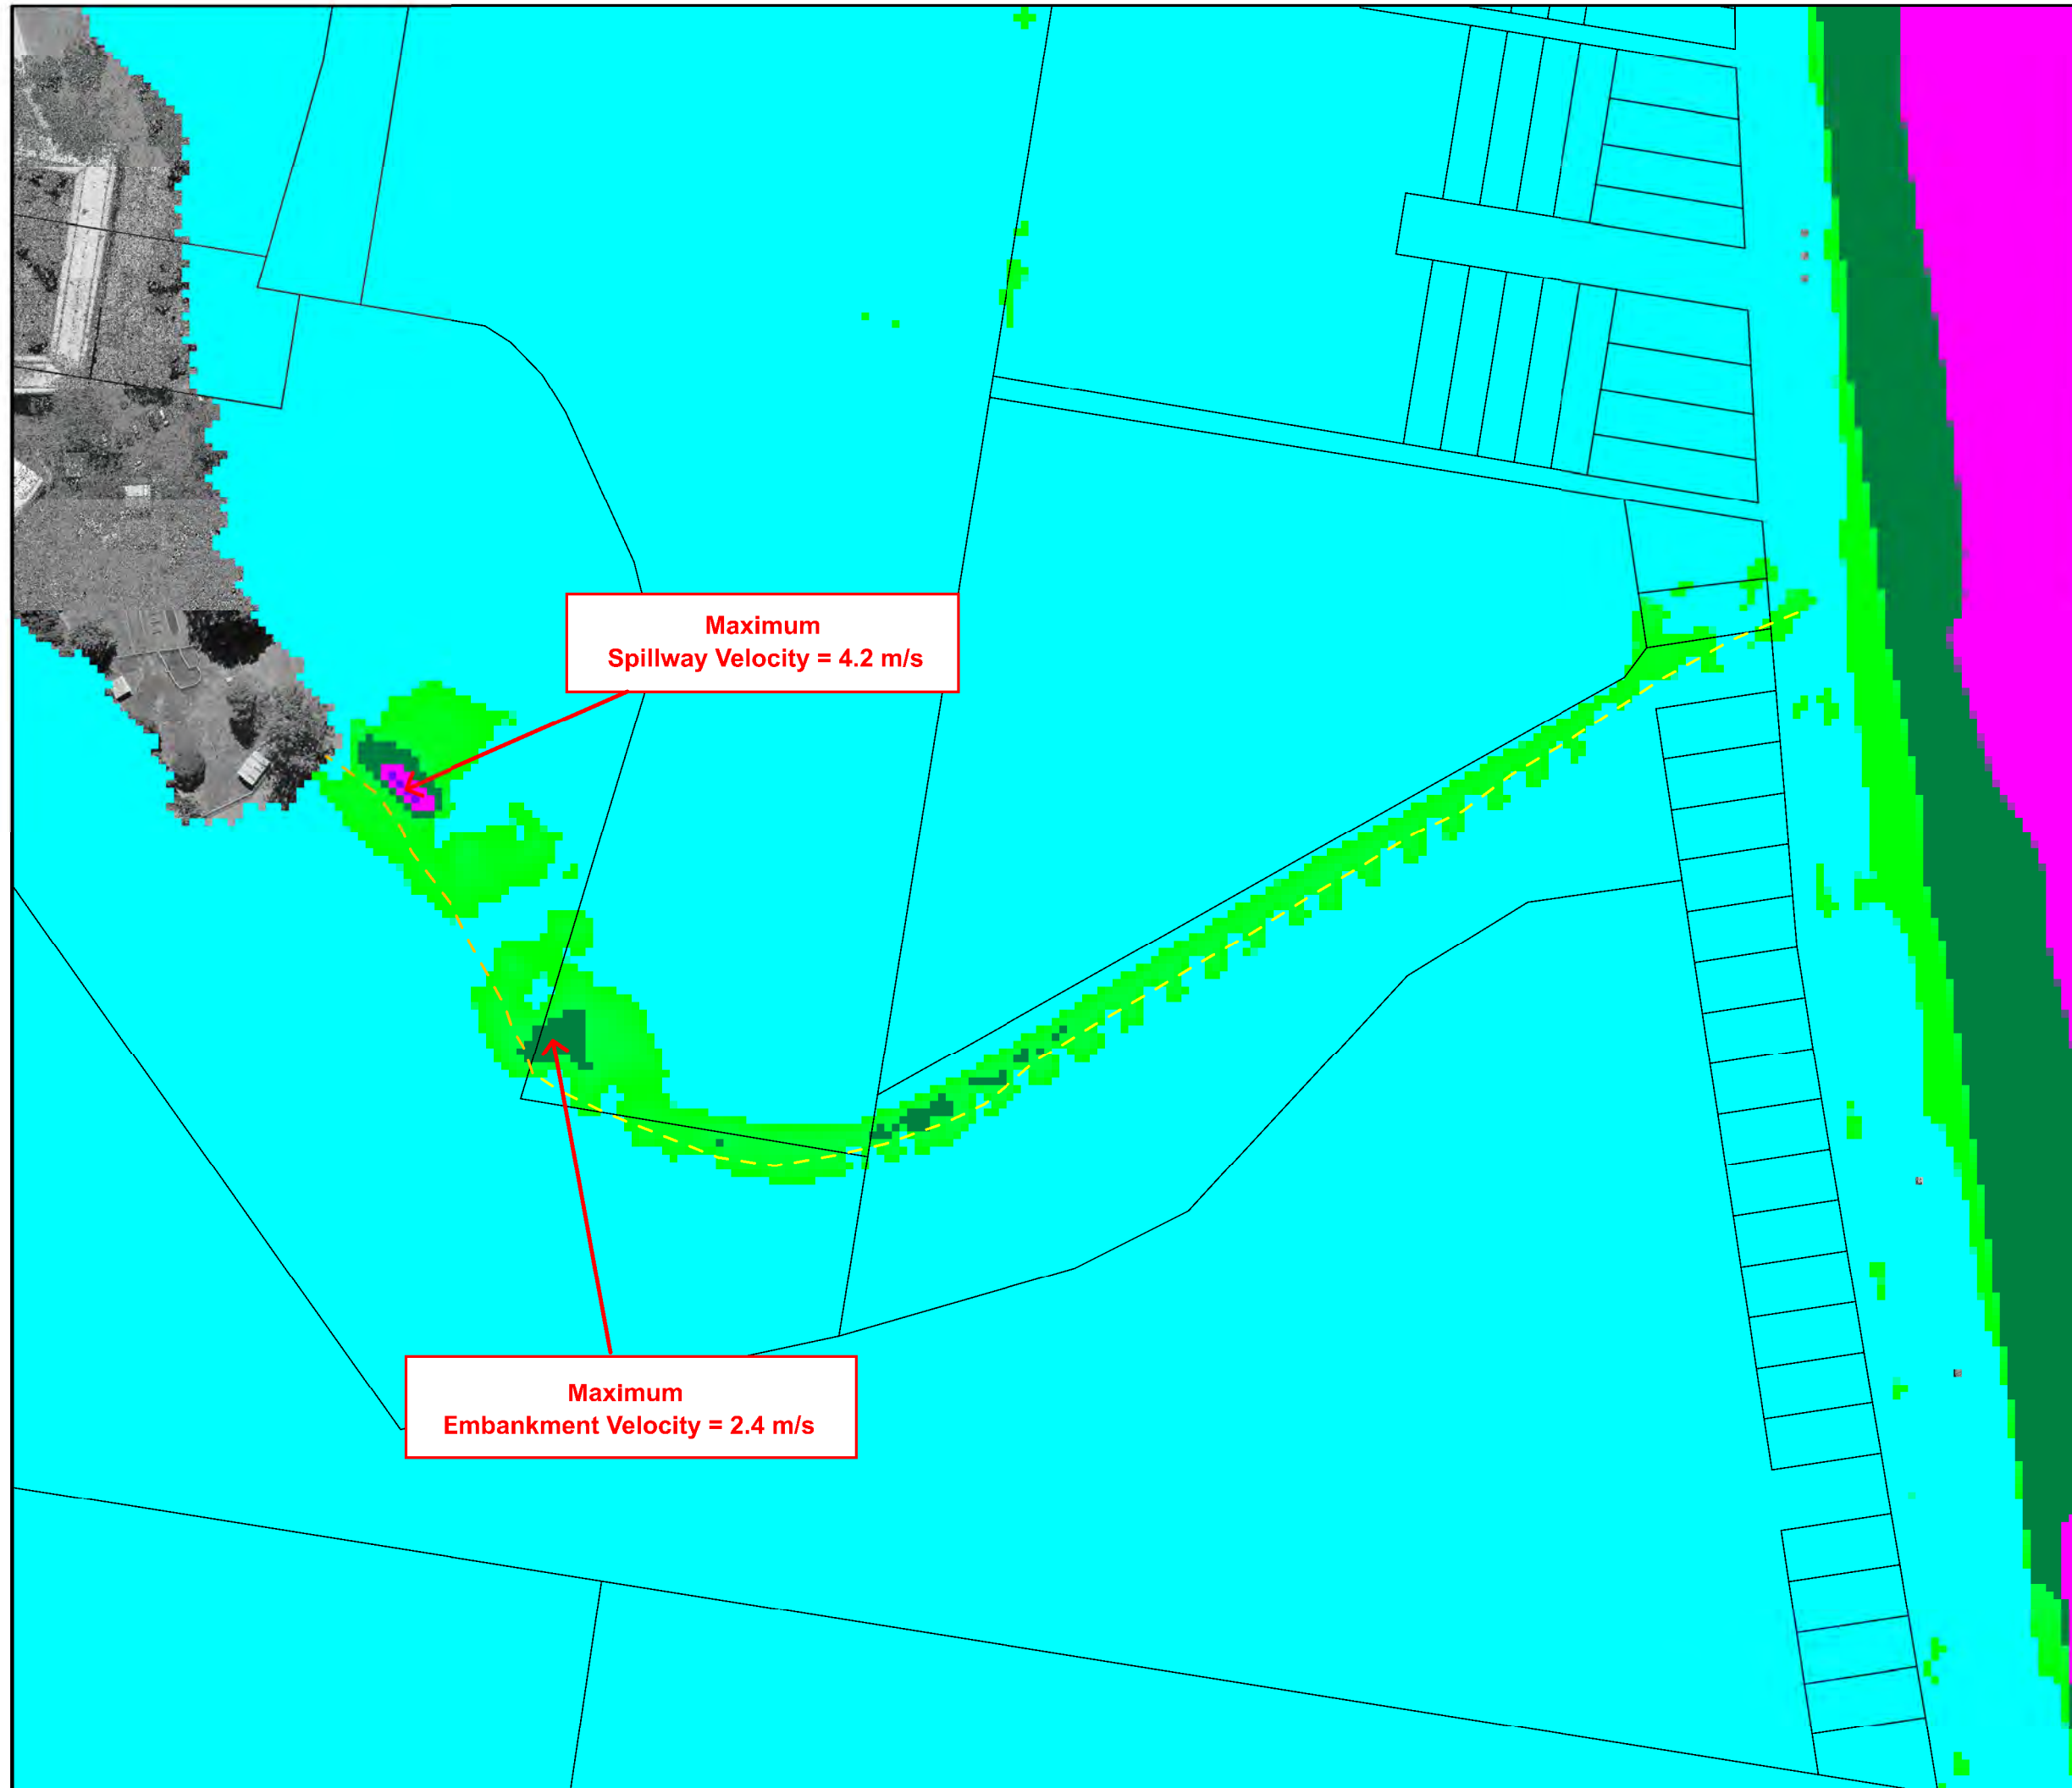 Maximum
Spillway Velocity = 4.2 m/s
Maximum
Embankment Velocity = 2.4 m/s